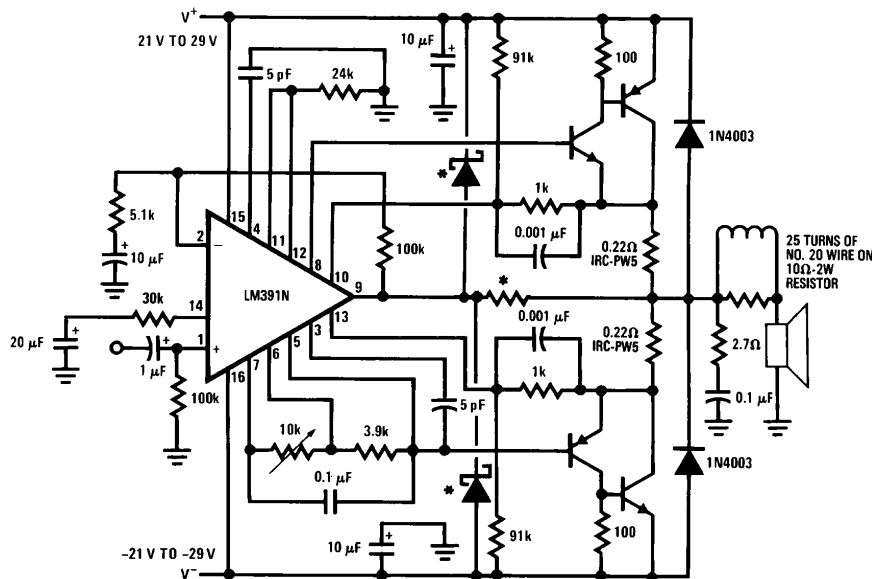 V+
21 V TO 29 V
10 µF
+
91k
100
5 pF
24k
1N4003
*
5.1k
+
10 µF
2
−
15
4
11
12
8
10
9
13
100k
1k
0.001 µF
0.22Ω
IRC-PW5
25 TURNS OF
NO. 20 WIRE ON
10Ω-2W
RESISTOR
LM391N
*
30k
14
0.001 µF
0.22Ω
IRC-PW5
20 µF
+
+
1 µF
1
+
16
7
6
5
3
2.7Ω
0.1 µF
100k
1k
5 pF
10k
3.9k
0.1 µF
*
1N4003
10 µF
+
91k
100
−21 V TO −29 V
V−